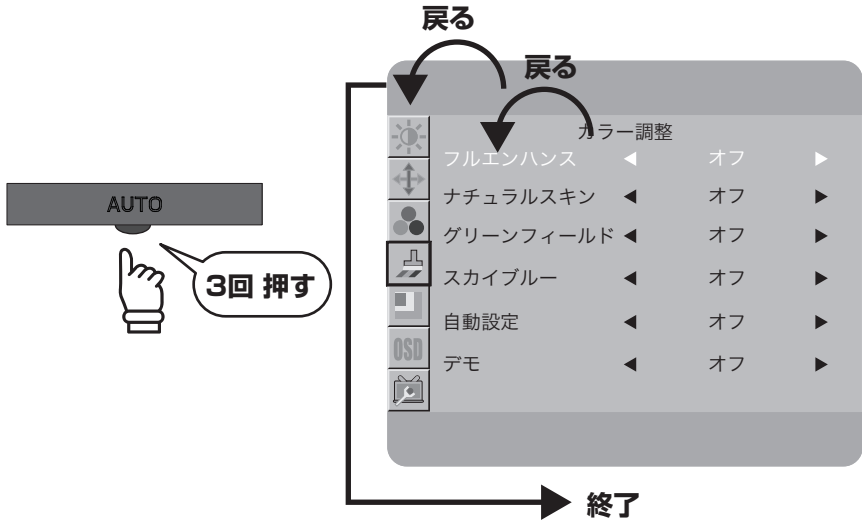 戻る
戻る
カラー調整
フルエンハンス ◀ オフ ▶
ナチュラルスキン ◀ オフ ▶
グリーンフィールド ◀ オフ ▶
スカイブルー ◀ オフ ▶
自動設定 ◀ オフ ▶
デモ ◀ オフ ▶
OSD
AUTO
3回 押す
終了